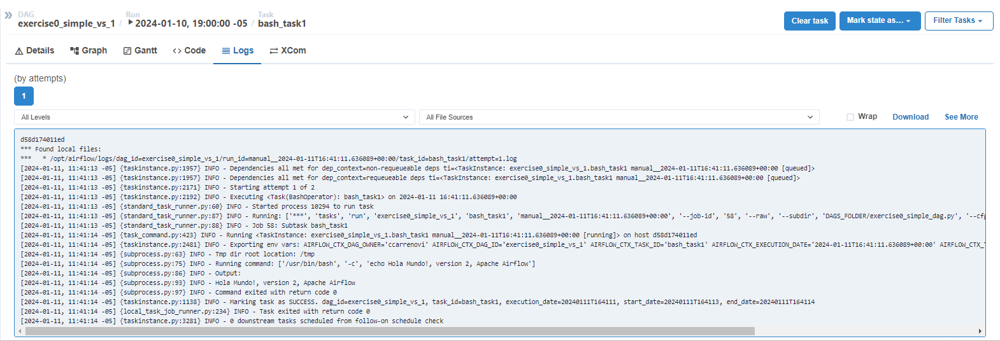 DAG Run Task
exercise0_simple_vs_1 / 2024-01-10, 19:00:00 -05 / bash_task1
Clear task Mark state as... Filter Tasks
Details Graph Gantt Code Logs XCom
(by attempts)
1
All Levels All File Sources Wrap Download See More
d58d174011ed
*** Found local files:
***   * /opt/airflow/logs/dag_id=exercise0_simple_vs_1/run_id=manual__2024-01-11T16:41:11.636089+00:00/task_id=bash_task1/attempt=1.log
[2024-01-11, 11:41:13 -05] {taskinstance.py:1957} INFO - Dependencies all met for dep_context=non-requeueable deps ti=<TaskInstance: exercise0_simple_vs_1.bash_task1 manual__2024-01-11T16:41:11.636089+00:00 [queued]>
[2024-01-11, 11:41:13 -05] {taskinstance.py:1957} INFO - Dependencies all met for dep_context=requeueable deps ti=<TaskInstance: exercise0_simple_vs_1.bash_task1 manual__2024-01-11T16:41:11.636089+00:00 [queued]>
[2024-01-11, 11:41:13 -05] {taskinstance.py:2171} INFO - Starting attempt 1 of 2
[2024-01-11, 11:41:13 -05] {taskinstance.py:2192} INFO - Executing <Task(BashOperator): bash_task1> on 2024-01-11 16:41:11.636089+00:00
[2024-01-11, 11:41:13 -05] {standard_task_runner.py:60} INFO - Started process 10294 to run task
[2024-01-11, 11:41:13 -05] {standard_task_runner.py:87} INFO - Running: ['***', 'tasks', 'run', 'exercise0_simple_vs_1', 'bash_task1', 'manual__2024-01-11T16:41:11.636089+00:00', '--job-id', '58', '--raw', '--subdir', 'DAGS_FOLDER/exercise0_simple_dag.py', '--cfg
[2024-01-11, 11:41:13 -05] {standard_task_runner.py:88} INFO - Job 58: Subtask bash_task1
[2024-01-11, 11:41:14 -05] {task_command.py:423} INFO - Running <TaskInstance: exercise0_simple_vs_1.bash_task1 manual__2024-01-11T16:41:11.636089+00:00 [running]> on host d58d174011ed
[2024-01-11, 11:41:14 -05] {taskinstance.py:2481} INFO - Exporting env vars: AIRFLOW_CTX_DAG_OWNER='ccarrenovi' AIRFLOW_CTX_DAG_ID='exercise0_simple_vs_1' AIRFLOW_CTX_TASK_ID='bash_task1' AIRFLOW_CTX_EXECUTION_DATE='2024-01-11T16:41:11.636089+00:00' AIRFLOW_CTX_T
[2024-01-11, 11:41:14 -05] {subprocess.py:63} INFO - Tmp dir root location: /tmp
[2024-01-11, 11:41:14 -05] {subprocess.py:75} INFO - Running command: ['/usr/bin/bash', '-c', 'echo Hola Mundo!, version 2, Apache Airflow']
[2024-01-11, 11:41:14 -05] {subprocess.py:86} INFO - Output:
[2024-01-11, 11:41:14 -05] {subprocess.py:93} INFO - Hola Mundo!, version 2, Apache Airflow
[2024-01-11, 11:41:14 -05] {subprocess.py:97} INFO - Command exited with return code 0
[2024-01-11, 11:41:14 -05] {taskinstance.py:1138} INFO - Marking task as SUCCESS. dag_id=exercise0_simple_vs_1, task_id=bash_task1, execution_date=20240111T164111, start_date=20240111T164113, end_date=20240111T164114
[2024-01-11, 11:41:14 -05] {local_task_job_runner.py:234} INFO - Task exited with return code 0
[2024-01-11, 11:41:14 -05] {taskinstance.py:3281} INFO - 0 downstream tasks scheduled from follow-on schedule check